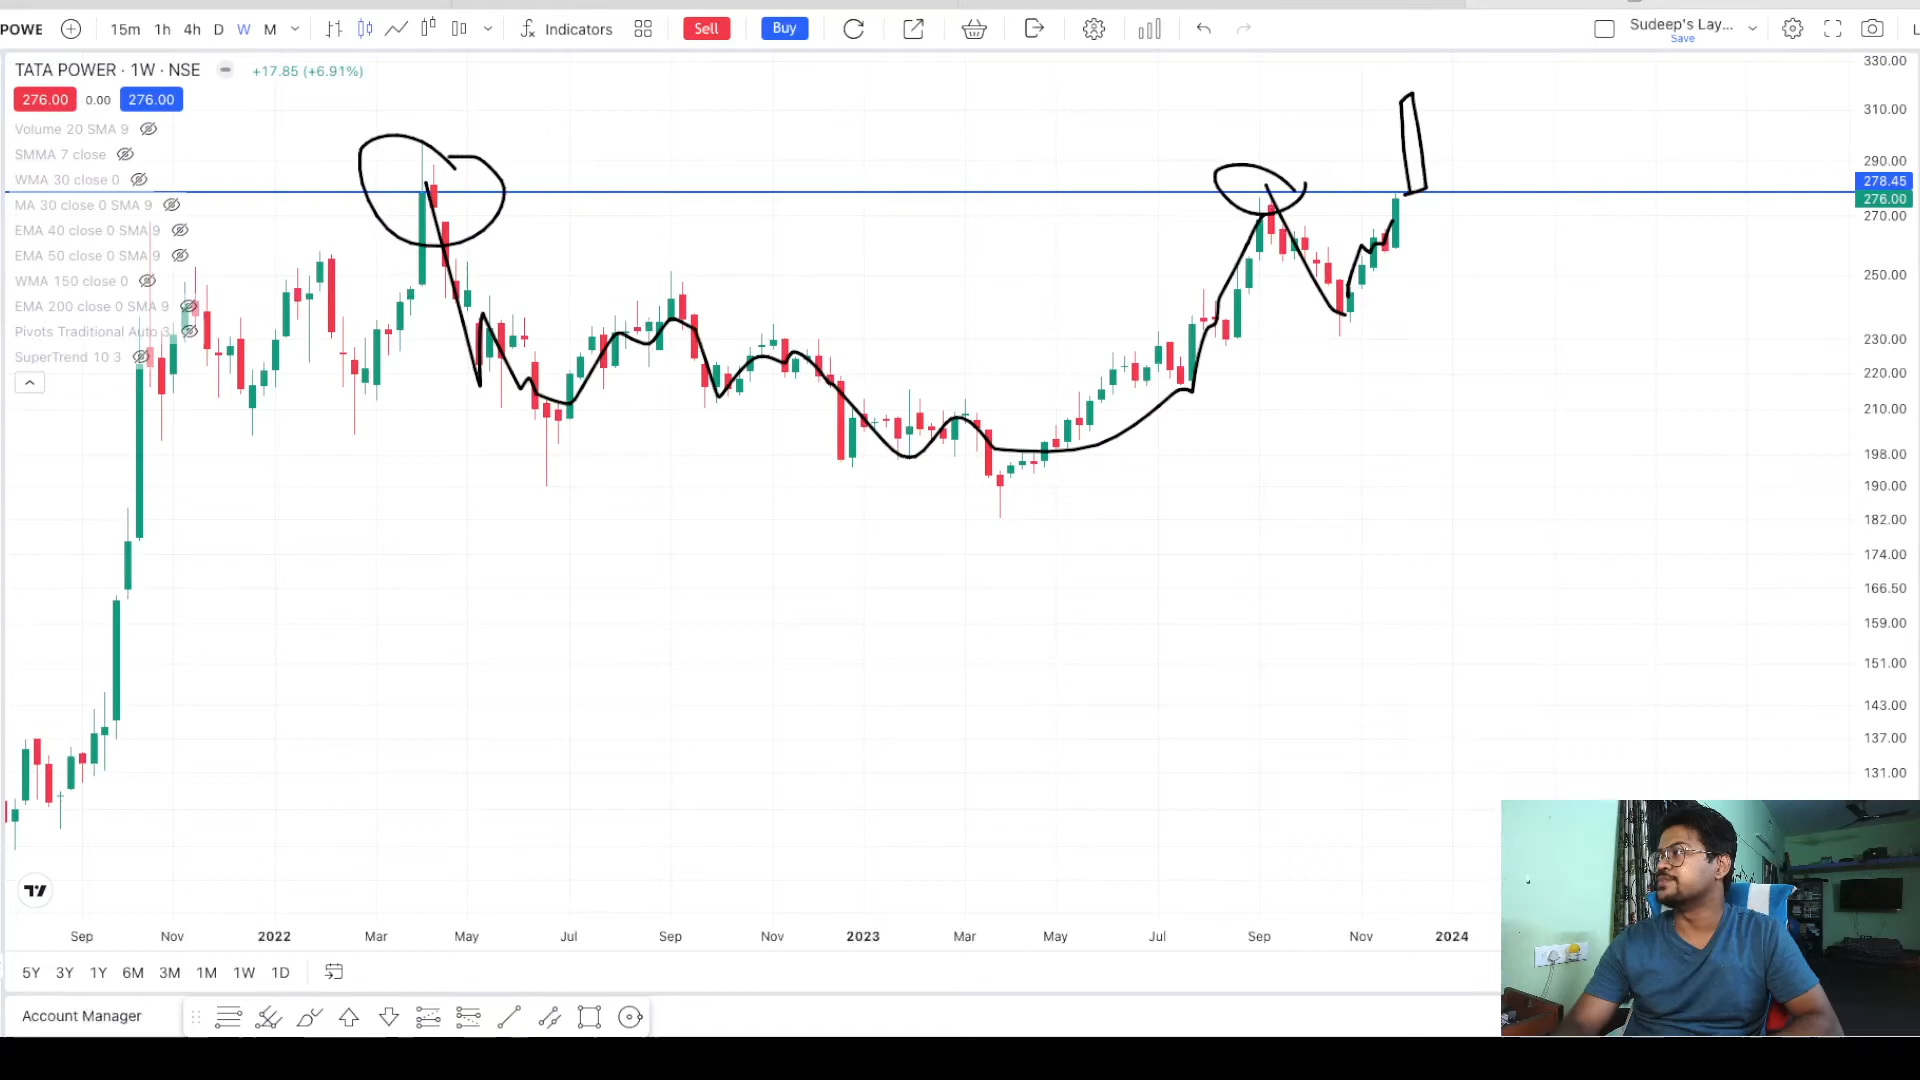 POWE 15m 1h 4h D W M Indicators Sell Buy Sudeep's Lay...
Save
TATA POWER · 1W · NSE +17.85 (+6.91%)
276.00 0.00 276.00
Volume 20 SMA 9
SMMA 7 close
WMA 30 close 0
MA 30 close 0 SMA 9
EMA 40 close 0 SMA 9
EMA 50 close 0 SMA 9
WMA 150 close 0
EMA 200 close 0 SMA 9
Pivots Traditional Auto 3
SuperTrend 10 3
330.00
310.00
290.00
278.45
276.00
270.00
250.00
230.00
220.00
210.00
198.00
190.00
182.00
174.00
166.50
159.00
151.00
143.00
137.00
131.00
Sep Nov 2022 Mar May Jul Sep Nov 2023 Mar May Jul Sep Nov 2024
5Y 3Y 1Y 6M 3M 1M 1W 1D
Account Manager